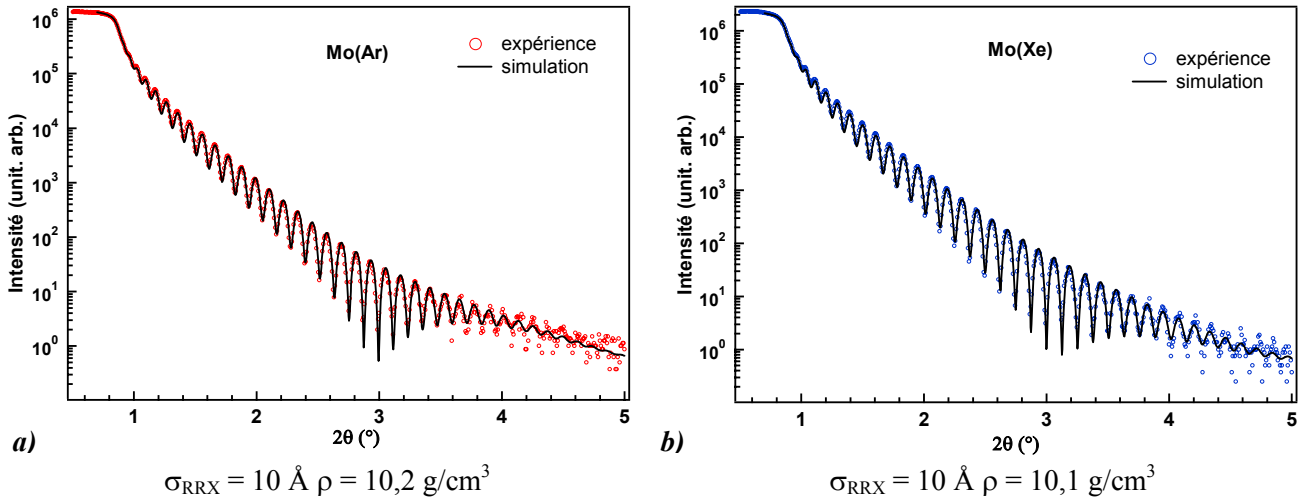 10⁶
10⁵
10⁴
10³
10²
10¹
10⁰
Intensité (unit. arb.)
Mo(Ar)
expérience
simulation
1
2
3
4
5
2θ (°)
a)
σRRX = 10 Å ρ = 10,2 g/cm³
10⁶
10⁵
10⁴
10³
10²
10¹
10⁰
Intensité (unit. arb.)
Mo(Xe)
expérience
simulation
1
2
3
4
5
2θ (°)
b)
σRRX = 10 Å ρ = 10,1 g/cm³